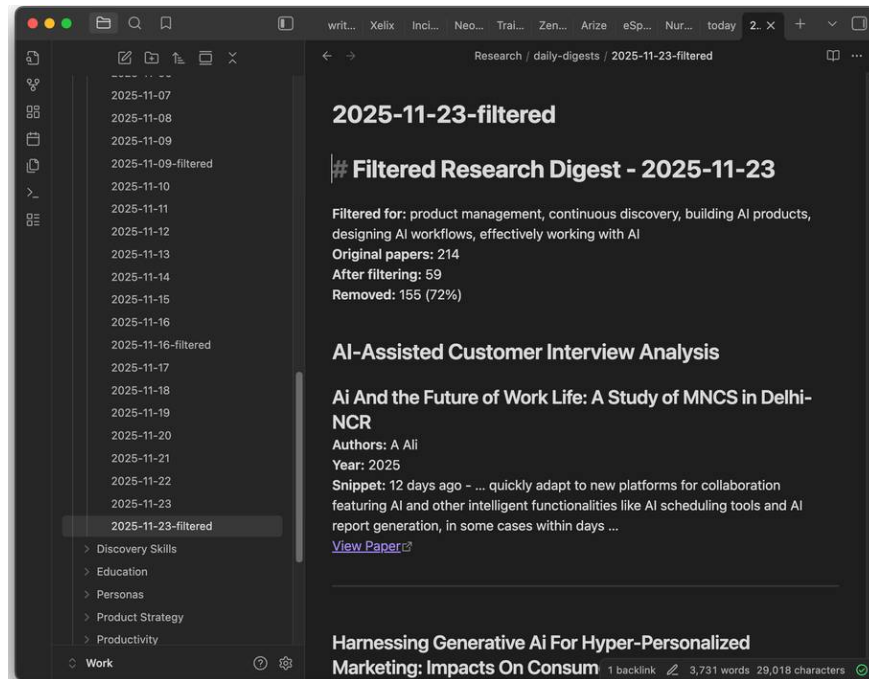 writ... Xelix Inci... Neo... Trai... Zen... Arize eSp... Nur... today 2..
Research / daily-digests / 2025-11-23-filtered
2025-11-07
2025-11-08
2025-11-09
2025-11-09-filtered
2025-11-10
2025-11-11
2025-11-12
2025-11-13
2025-11-14
2025-11-15
2025-11-16
2025-11-16-filtered
2025-11-17
2025-11-18
2025-11-19
2025-11-20
2025-11-21
2025-11-22
2025-11-23
2025-11-23-filtered
Discovery Skills
Education
Personas
Product Strategy
Productivity
Work
2025-11-23-filtered
# Filtered Research Digest - 2025-11-23
Filtered for: product management, continuous discovery, building AI products,
designing AI workflows, effectively working with AI
Original papers: 214
After filtering: 59
Removed: 155 (72%)
AI-Assisted Customer Interview Analysis
Ai And the Future of Work Life: A Study of MNCS in Delhi-
NCR
Authors: A Ali
Year: 2025
Snippet: 12 days ago - ... quickly adapt to new platforms for collaboration
featuring AI and other intelligent functionalities like AI scheduling tools and AI
report generation, in some cases within days ...
View Paper
Harnessing Generative Ai For Hyper-Personalized
Marketing: Impacts On Consum
1 backlink 3,731 words 29,018 characters